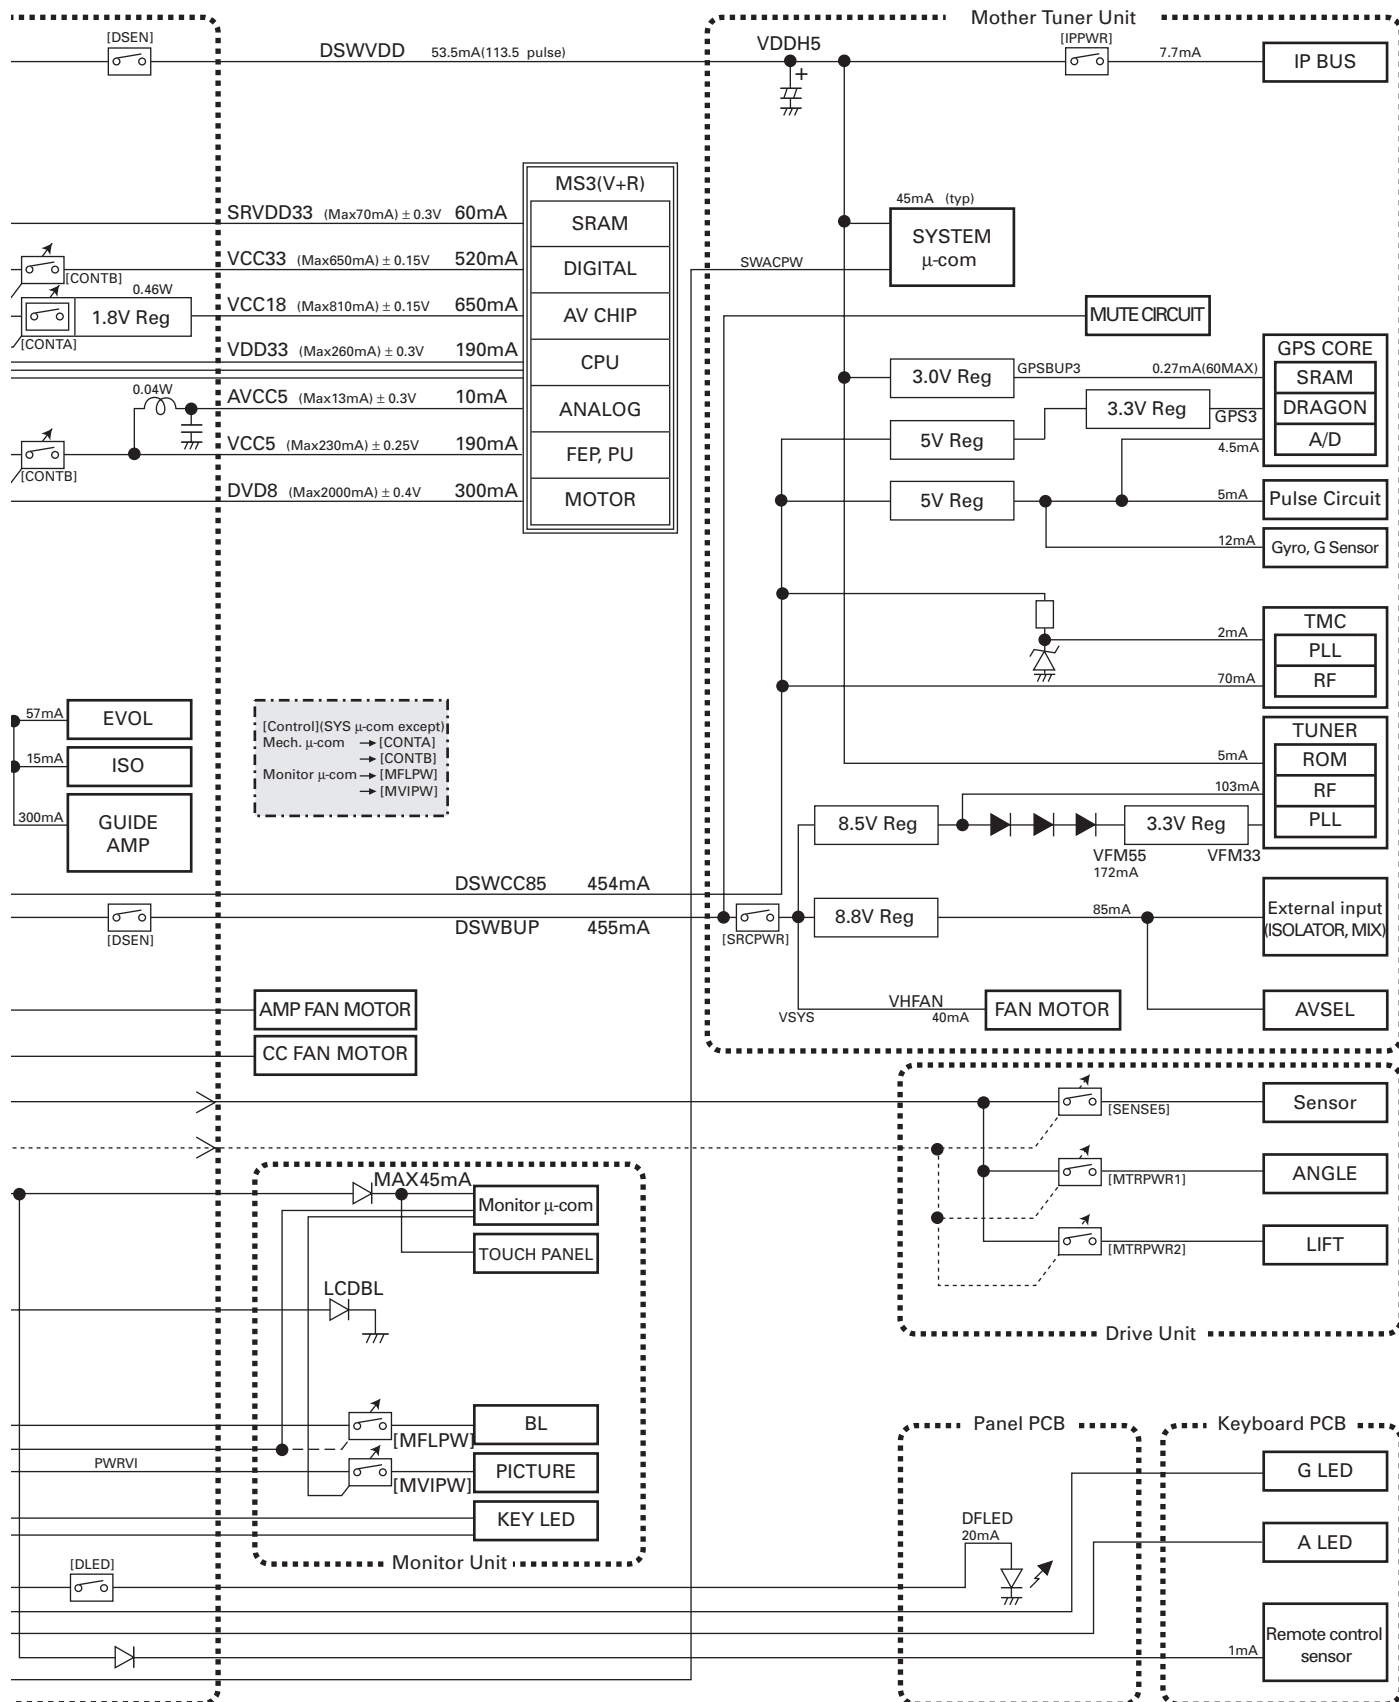 Mother Tuner Unit
[DSEN]
DSWVDD 53.5mA(113.5 pulse)
VDDH5
+
[IPPWR]
7.7mA
IP BUS
MS3(V+R)
SRVDD33 (Max70mA) ± 0.3V 60mA
SRAM
45mA (typ)
SYSTEM
μ-com
VCC33 (Max650mA) ± 0.15V 520mA
DIGITAL
SWACPW
[CONTB]
0.46W
1.8V Reg
[CONTA]
VCC18 (Max810mA) ± 0.15V 650mA
AV CHIP
MUTE CIRCUIT
VDD33 (Max260mA) ± 0.3V 190mA
CPU
GPS CORE
3.0V Reg
GPSBUP3
0.27mA(60MAX)
SRAM
0.04W
AVCC5 (Max13mA) ± 0.3V 10mA
ANALOG
3.3V Reg
GPS3
DRAGON
5V Reg
4.5mA
A/D
VCC5 (Max230mA) ± 0.25V 190mA
FEP, PU
[CONTB]
DVD8 (Max2000mA) ± 0.4V 300mA
MOTOR
5V Reg
5mA
Pulse Circuit
12mA
Gyro, G Sensor
TMC
2mA
PLL
70mA
RF
57mA
EVOL
15mA
ISO
300mA
GUIDE
AMP
[Control](SYS μ-com except)
Mech. μ-com → [CONTA]
→ [CONTB]
Monitor μ-com → [MFLPW]
→ [MVIPW]
TUNER
5mA
ROM
103mA
RF
8.5V Reg
3.3V Reg
PLL
VFM55
172mA
VFM33
DSWCC85 454mA
[DSEN]
DSWBUP 455mA
[SRCPWR]
8.8V Reg
85mA
External input
(ISOLATOR, MIX)
AMP FAN MOTOR
VSYS
VHFAN
40mA
FAN MOTOR
AVSEL
CC FAN MOTOR
[SENSE5]
Sensor
[MTRPWR1]
ANGLE
[MTRPWR2]
LIFT
Drive Unit
MAX45mA
Monitor μ-com
TOUCH PANEL
LCDBL
[MFLPW]
BL
PWRVI
[MVIPW]
PICTURE
KEY LED
Monitor Unit
Panel PCB
Keyboard PCB
G LED
DFLED
20mA
A LED
[DLED]
1mA
Remote control
sensor